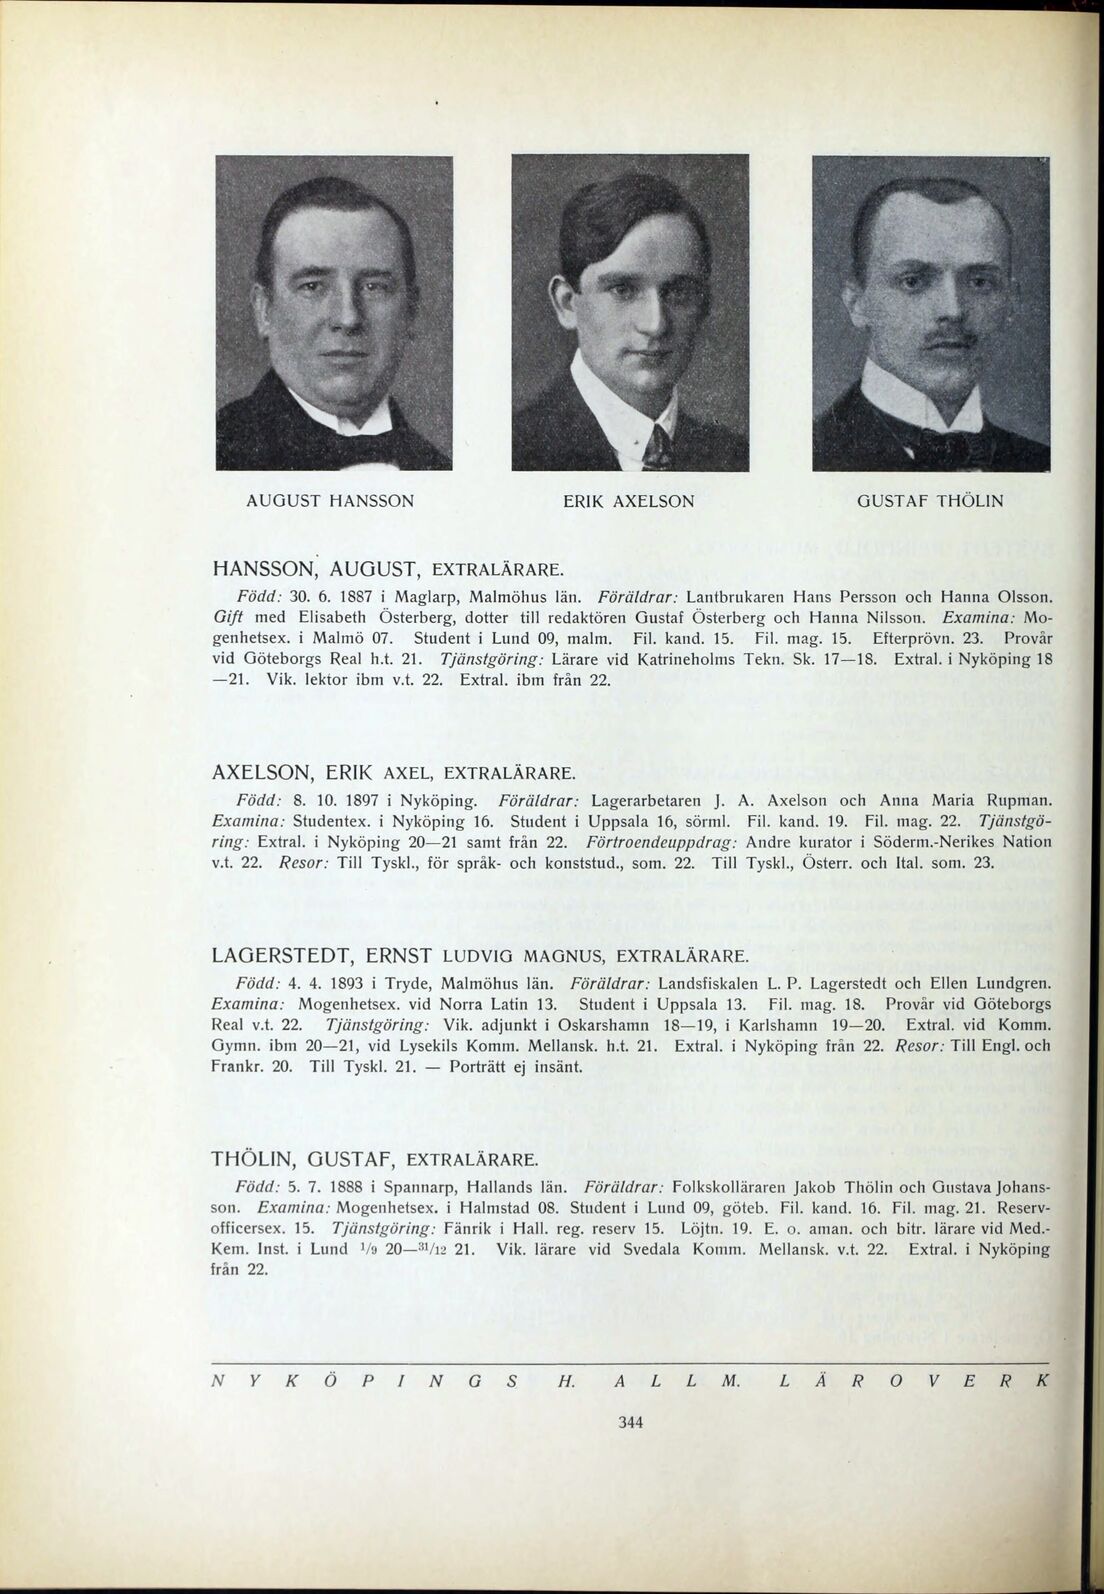 AUGUST HANSSON
ERIK AXELSON
GUSTAF THÖLIN
HANSSON, AUGUST, EXTRALÄRARE.
Född: 30. 6. 1887 i Maglarp, Malmöhus län. Föräldrar: Lantbrukaren Hans Persson och Hanna Olsson.
Gift med Elisabeth Österberg, dotter till redaktören Gustaf Österberg och Hanna Nilsson. Examina: Mo-
genhetsex. i Malmö 07. Student i Lund 09, malm. Fil. kand. 15. Fil. mag. 15. Efterprövn. 23. Provår
vid Göteborgs Real h.t. 21. Tjänstgöring: Lärare vid Katrineholms Tekn. Sk. 17—18. Extral. i Nyköping 18
—21. Vik. lektor ibm v.t. 22. Extral. ibm från 22.
AXELSON, ERIK AXEL, EXTRALÄRARE.
Född: 8. 10. 1897 i Nyköping. Föräldrar: Lagerarbetaren J. A. Axelson och Anna Maria Rupman.
Examina: Studentex. i Nyköping 16. Student i Uppsala 16, sörml. Fil. kand. 19. Fil. mag. 22. Tjänstgö-
ring: Extral. i Nyköping 20—21 samt från 22. Förtroendeuppdrag: Andre kurator i Söderm.-Nerikes Nation
v.t. 22. Resor: Till Tyskl., för språk- och konststud., som. 22. Till Tyskl., Österr. och Ital. som. 23.
LAGERSTEDT, ERNST LUDVIG MAGNUS, EXTRALÄRARE.
Född: 4. 4. 1893 i Tryde, Malmöhus län. Föräldrar: Landsfiskalen L. P. Lagerstedt och Ellen Lundgren.
Examina: Mogenhetsex. vid Norra Latin 13. Student i Uppsala 13. Fil. mag. 18. Provår vid Göteborgs
Real v.t. 22. Tjänstgöring: Vik. adjunkt i Oskarshamn 18—19, i Karlshamn 19—20. Extral. vid Komm.
Gymn. ibm 20—21, vid Lysekils Komm. Mellansk. h.t. 21. Extral. i Nyköping från 22. Resor: Till Engl. och
Frankr. 20. Till Tyskl. 21. — Porträtt ej insänt.
THÖLIN, GUSTAF, EXTRALÄRARE.
Född: 5. 7. 1888 i Spannarp, Hallands län. Föräldrar: Folkskolläraren Jakob Thölin och Gustava Johans-
son. Examina: Mogenhetsex. i Halmstad 08. Student i Lund 09, göteb. Fil. kand. 16. Fil. mag. 21. Reserv-
officersex. 15. Tjänstgöring: Fänrik i Hall. reg. reserv 15. Löjtn. 19. E. o. aman. och bitr. lärare vid Med.-
Kem. Inst. i Lund 1/9 20—31/12 21. Vik. lärare vid Svedala Komm. Mellansk. v.t. 22. Extral. i Nyköping
från 22.
NYKÖPINGS H. ALLM. LÄROVERK
344